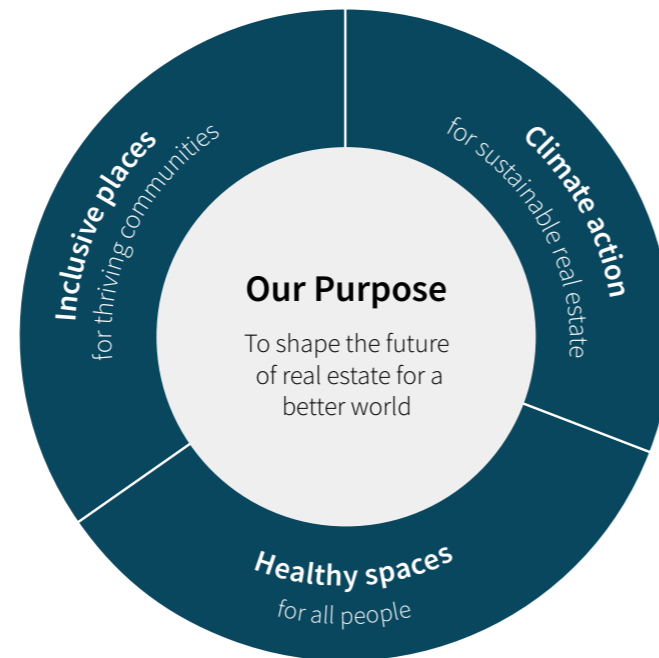 Inclusive places
for thriving communities
Climate action
for sustainable real estate
Our Purpose
To shape the future
of real estate for a
better world
Healthy spaces
for all people